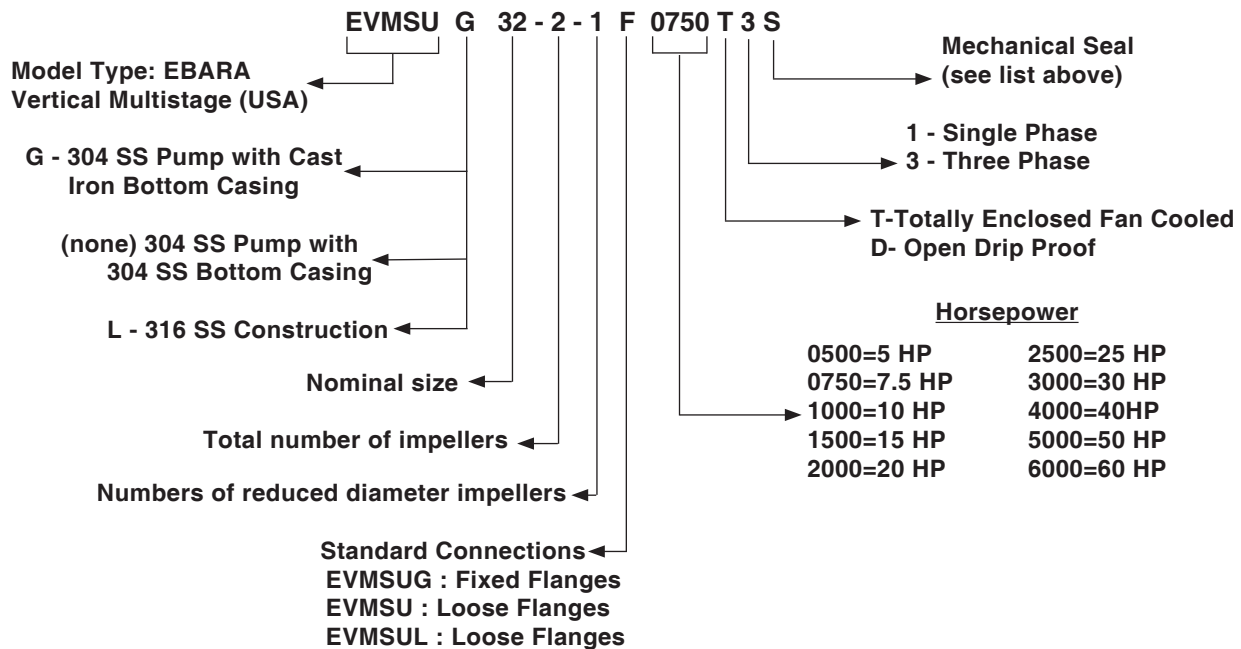 EVMSU G 32 - 2 - 1 F 0750 T 3 S
Model Type: EBARA
Vertical Multistage (USA)
G - 304 SS Pump with Cast
Iron Bottom Casing
(none) 304 SS Pump with
304 SS Bottom Casing
L - 316 SS Construction
Nominal size
Total number of impellers
Numbers of reduced diameter impellers
Standard Connections
EVMSUG : Fixed Flanges
EVMSU : Loose Flanges
EVMSUL : Loose Flanges
Mechanical Seal
(see list above)
1 - Single Phase
3 - Three Phase
T-Totally Enclosed Fan Cooled
D- Open Drip Proof
Horsepower
0500=5 HP 2500=25 HP
0750=7.5 HP 3000=30 HP
1000=10 HP 4000=40HP
1500=15 HP 5000=50 HP
2000=20 HP 6000=60 HP